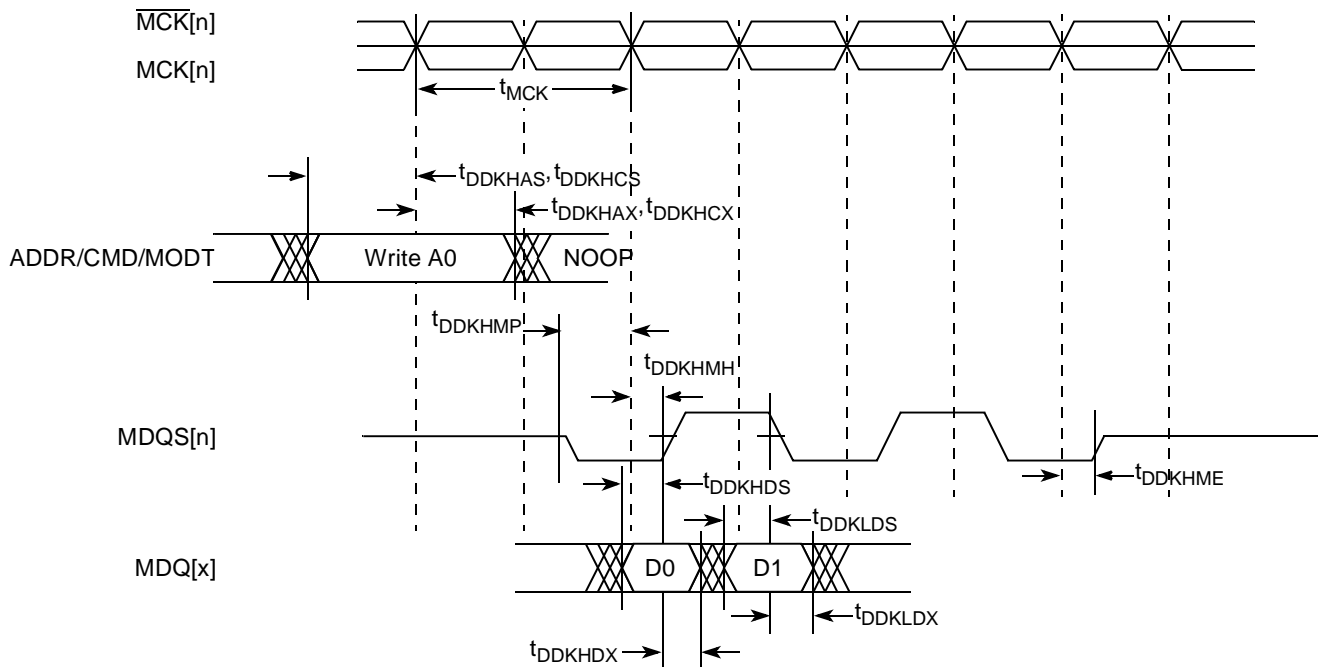 MCK[n]
MCK[n]
tMCK
tDDKHAS,tDDKHCS
tDDKHAX,tDDKHCX
ADDR/CMD/MODT Write A0 NOOP
tDDKHMP
tDDKHMH
MDQS[n]
tDDKHME
tDDKHDS
tDDKLDS
MDQ[x] D0 D1
tDDKLDX
tDDKHDX